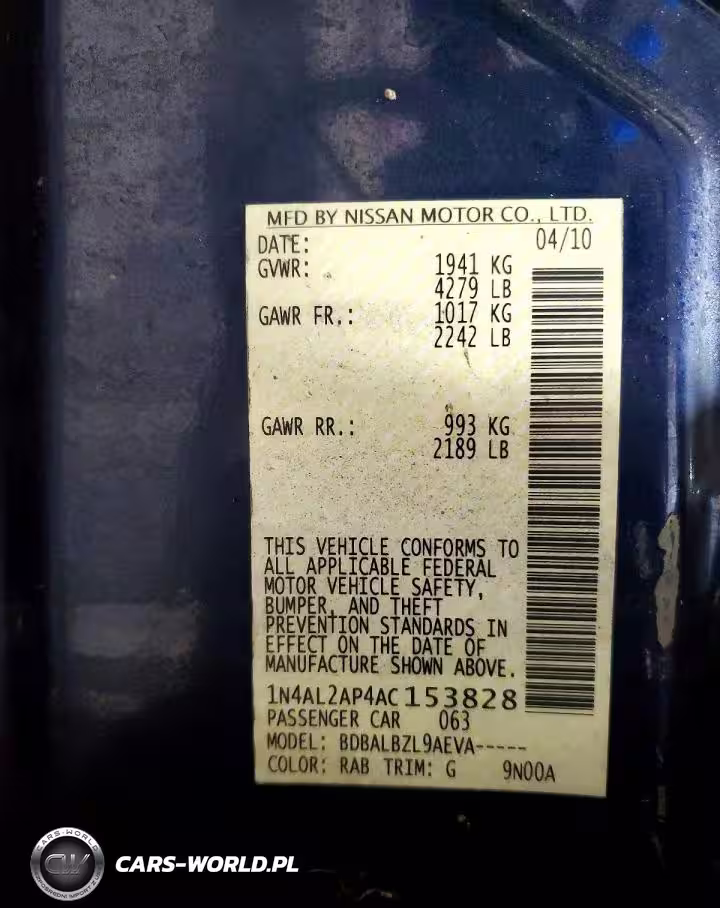 MFD BY NISSAN MOTOR CO., LTD.
DATE: 04/10
GVWR: 1941 KG
4279 LB
GAWR FR.: 1017 KG
2242 LB
GAWR RR.: 993 KG
2189 LB
THIS VEHICLE CONFORMS TO
ALL APPLICABLE FEDERAL
MOTOR VEHICLE SAFETY,
BUMPER, AND THEFT
PREVENTION STANDARDS IN
EFFECT ON THE DATE OF
MANUFACTURE SHOWN ABOVE.
1N4AL2AP4AC153828
PASSENGER CAR 063
MODEL: BDBALBZL9AEVA-----
COLOR: RAB TRIM: G 9N00A
CARS-WORLD
CW
CARS-WORLD.PL